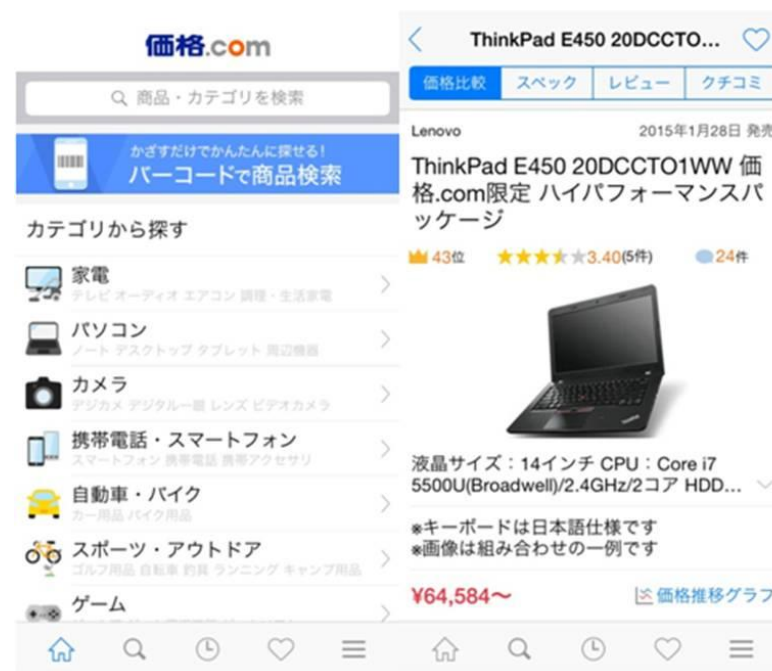 価格.com
商品・カテゴリを検索
かざすだけでかんたんに探せる!
バーコードで商品検索
カテゴリから探す
家電
テレビ オーディオ エアコン 調理・生活家電
パソコン
ノート デスクトップ タブレット 周辺機器
カメラ
デジカメ デジタル一眼 レンズ ビデオカメラ
携帯電話・スマートフォン
スマートフォン 携帯電話 携帯アクセサリ
自動車・バイク
カー用品 バイク用品
スポーツ・アウトドア
ゴルフ用品 自転車 釣具 ランニング キャンプ用品
ゲーム
ThinkPad E450 20DCCTO...
価格比較 スペック レビュー クチコミ
Lenovo 2015年1月28日 発売
ThinkPad E450 20DCCTO1WW 価
格.com限定 ハイパフォーマンスパ
ッケージ
43位 3.40(5件) 24件
液晶サイズ:14インチ CPU:Core i7
5500U(Broadwell)/2.4GHz/2コア HDD...
※キーボードは日本語仕様です
※画像は組み合わせの一例です
¥64,584〜 価格推移グラフ